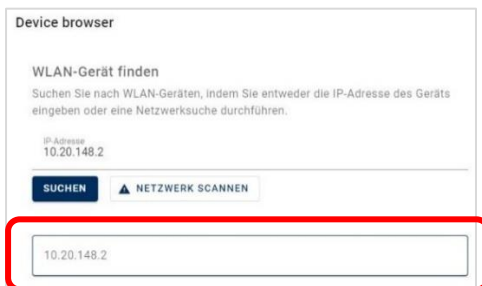 Device browser
WLAN-Gerät finden
Suchen Sie nach WLAN-Geräten, indem Sie entweder die IP-Adresse des Geräts
eingeben oder eine Netzwerksuche durchführen.
IP-Adresse
10.20.148.2
SUCHEN NETZWERK SCANNEN
10.20.148.2